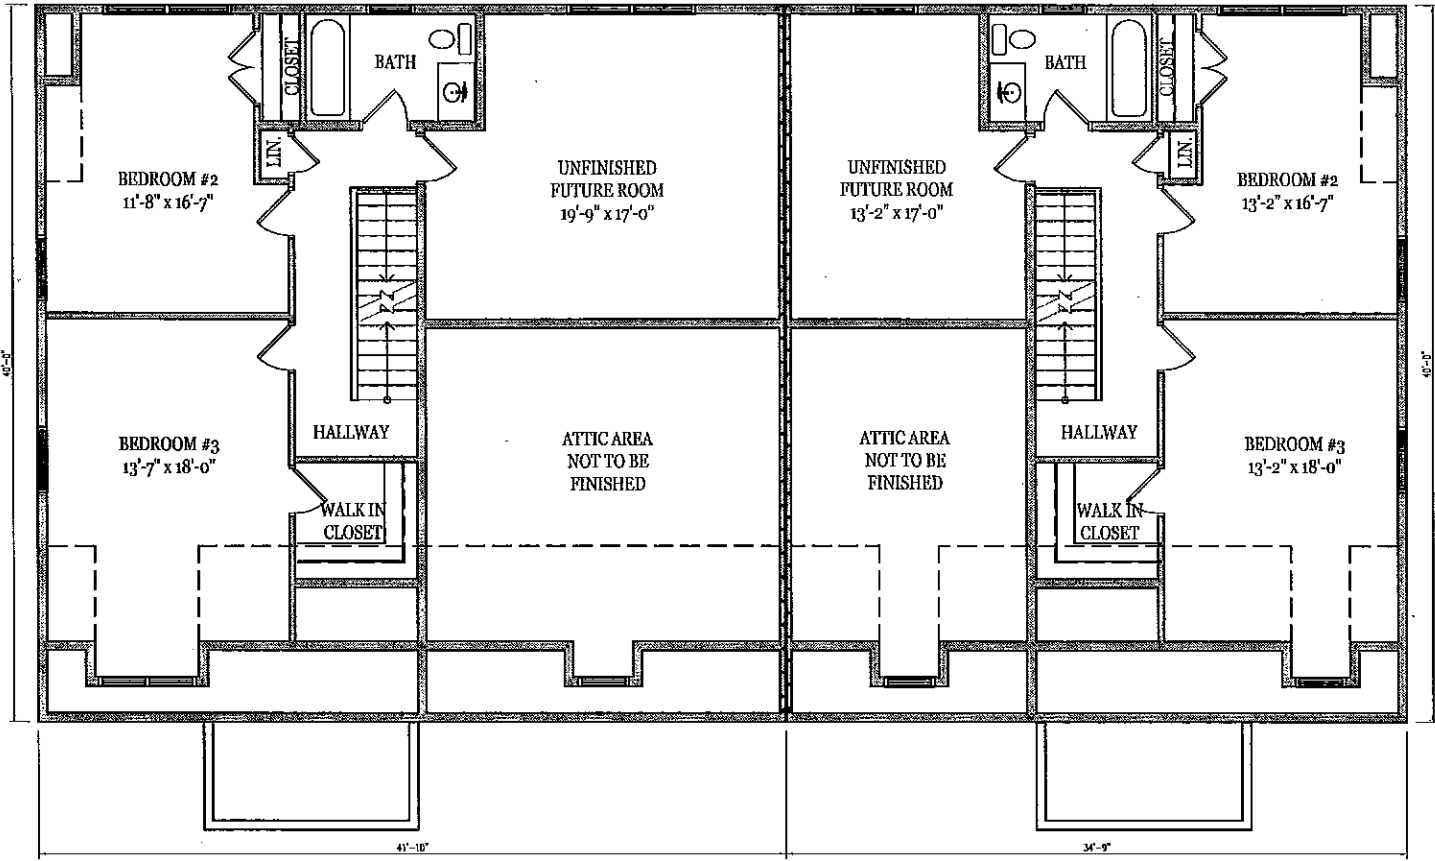 CLOSET
BATH
LIN.
BEDROOM #2
11'-8" x 16'-7"
UNFINISHED
FUTURE ROOM
19'-9" x 17'-0"
UNFINISHED
FUTURE ROOM
13'-2" x 17'-0"
BATH
CLOSET
LIN.
BEDROOM #2
13'-2" x 16'-7"
40'-0"
BEDROOM #3
13'-7" x 18'-0"
HALLWAY
WALK IN
CLOSET
ATTIC AREA
NOT TO BE
FINISHED
ATTIC AREA
NOT TO BE
FINISHED
HALLWAY
WALK IN
CLOSET
BEDROOM #3
13'-2" x 18'-0"
40'-0"
41'-10"
34'-9"